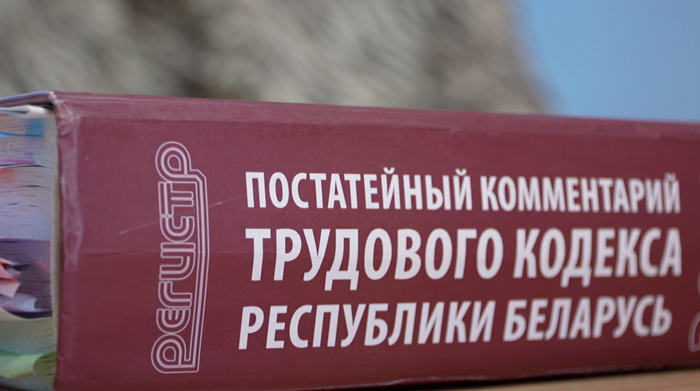 РЕГИСТР
ПОСТАТЕЙНЫЙ КОММЕНТАРИЙ
ТРУДОВОГО КОДЕКСА
РЕСПУБЛИКИ БЕЛАРУСЬ